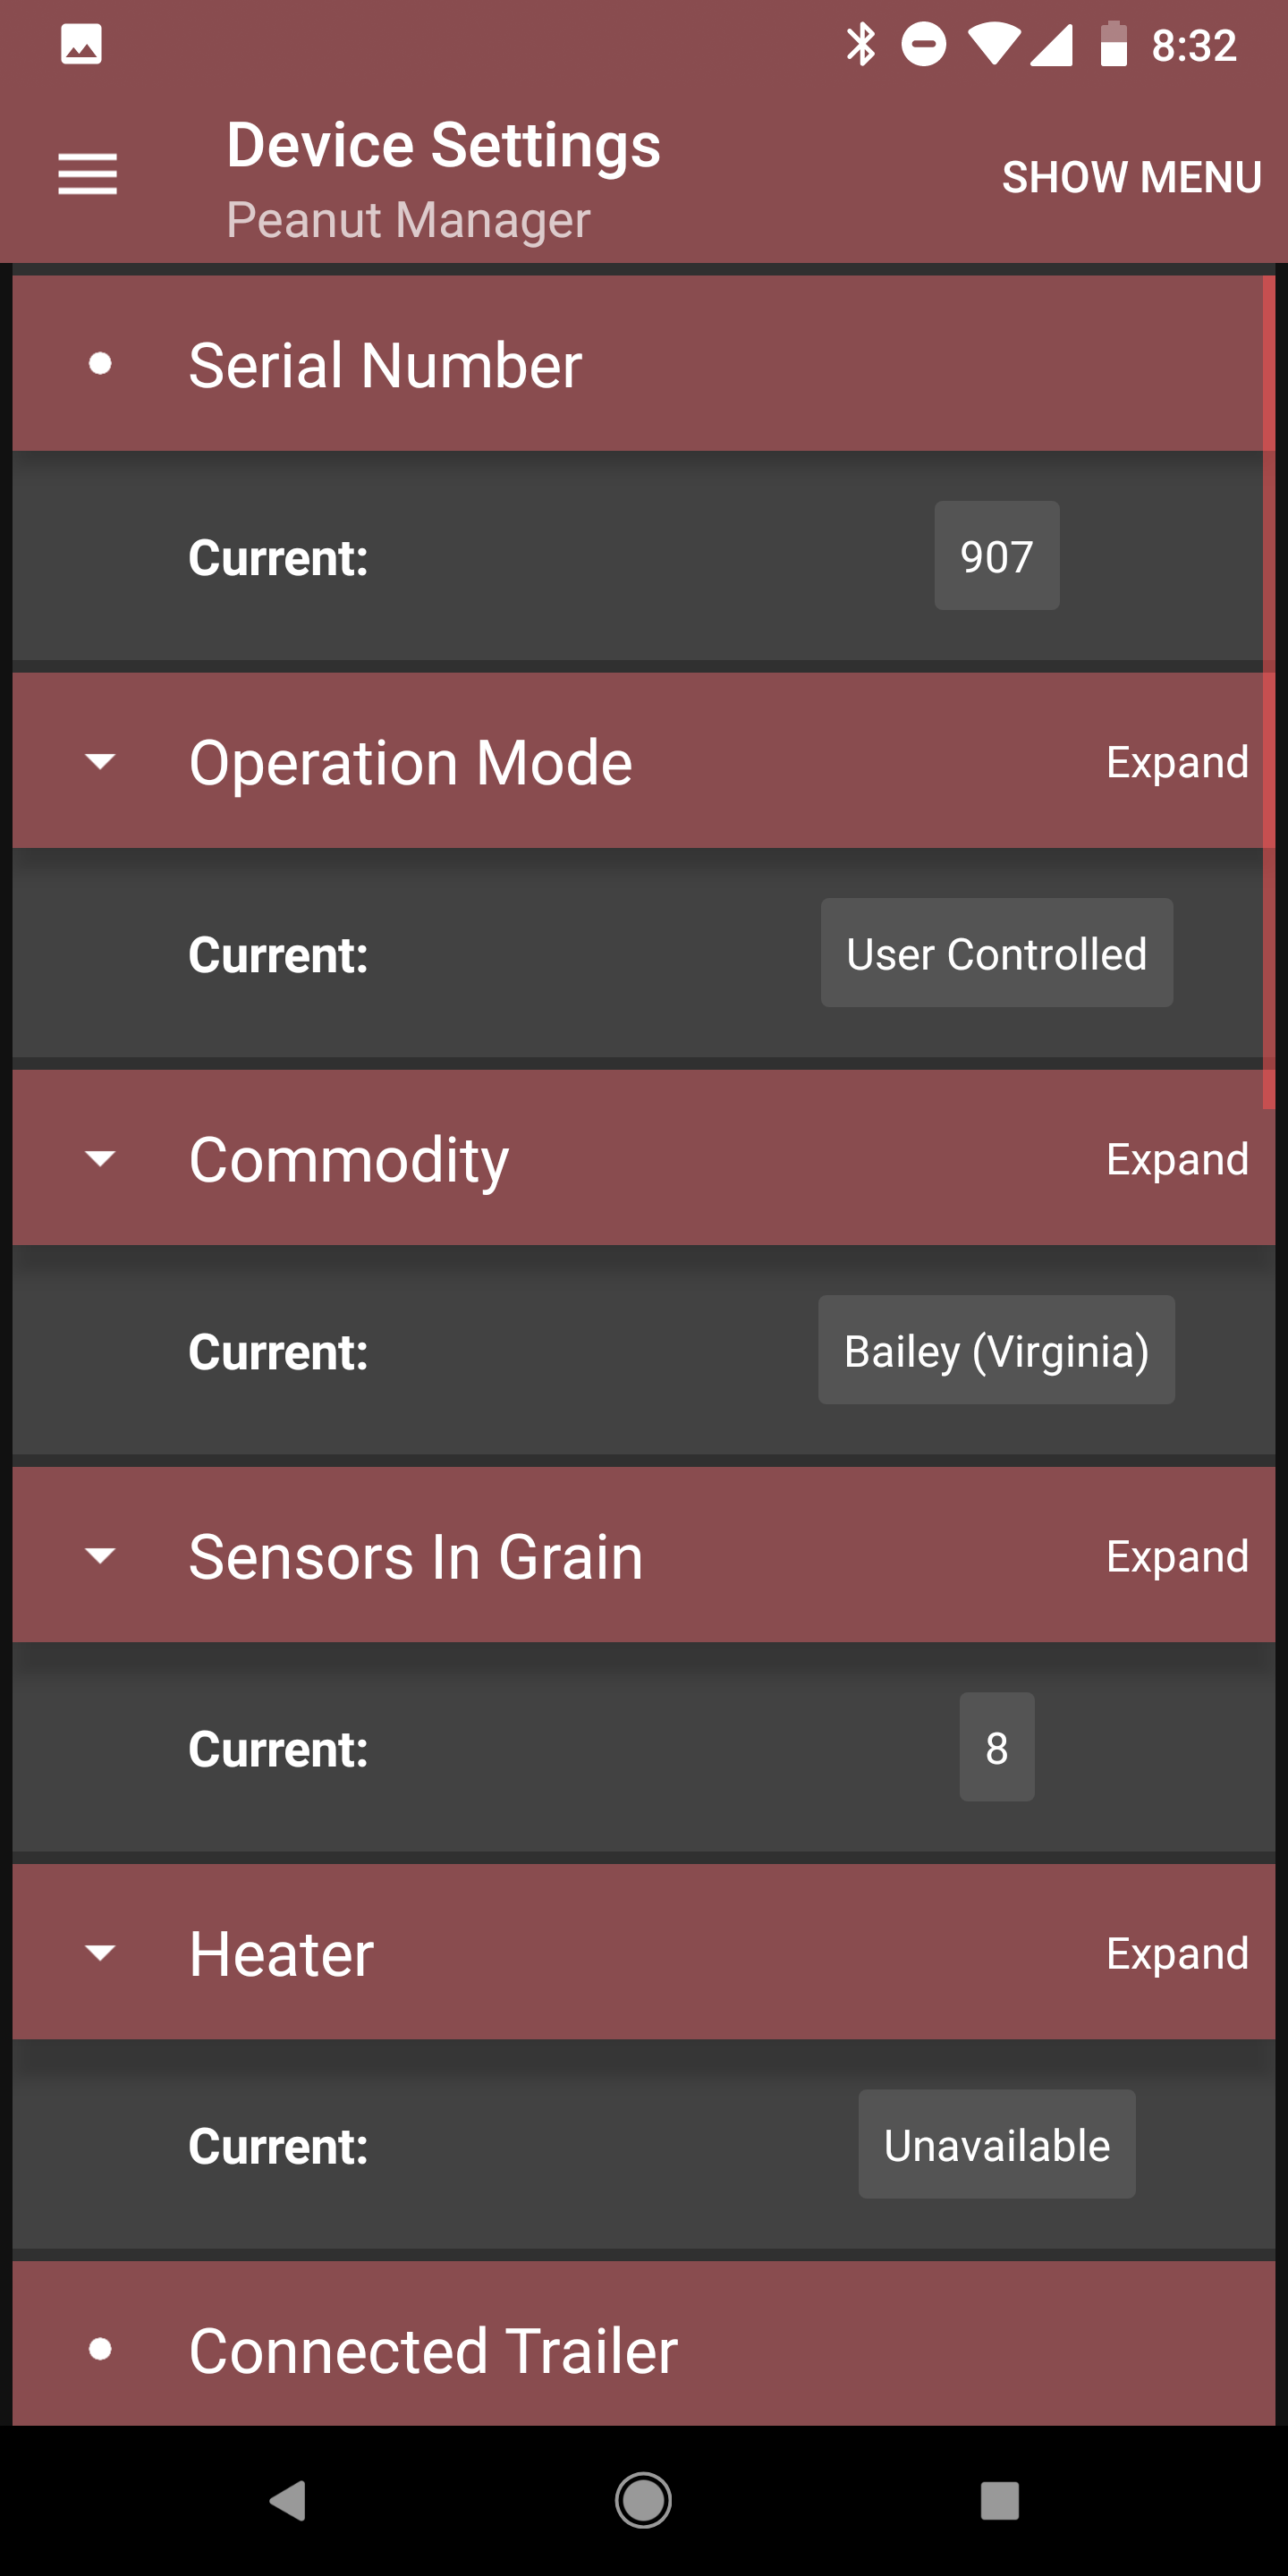 8:32
Device Settings
SHOW MENU
Peanut Manager
Serial Number
Current: 907
Operation Mode Expand
Current: User Controlled
Commodity Expand
Current: Bailey (Virginia)
Sensors In Grain Expand
Current: 8
Heater Expand
Current: Unavailable
Connected Trailer